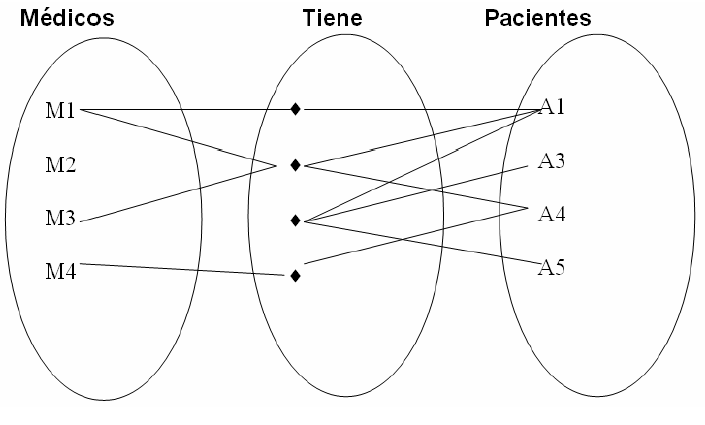 Médicos Tiene Pacientes
M1 A1
M2 A3
M3 A4
M4 A5